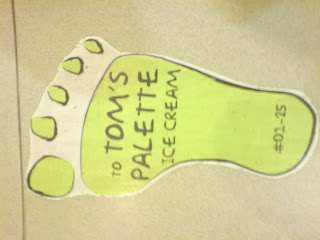 TO TOM'S
PALETTE
ICE CREAM
#01-25